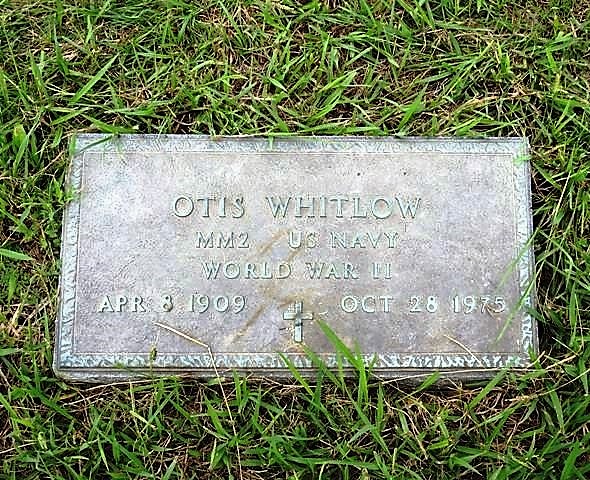 OTIS WHITLOW
MM2 US NAVY
WORLD WAR II
APR 8 1909 OCT 28 1975